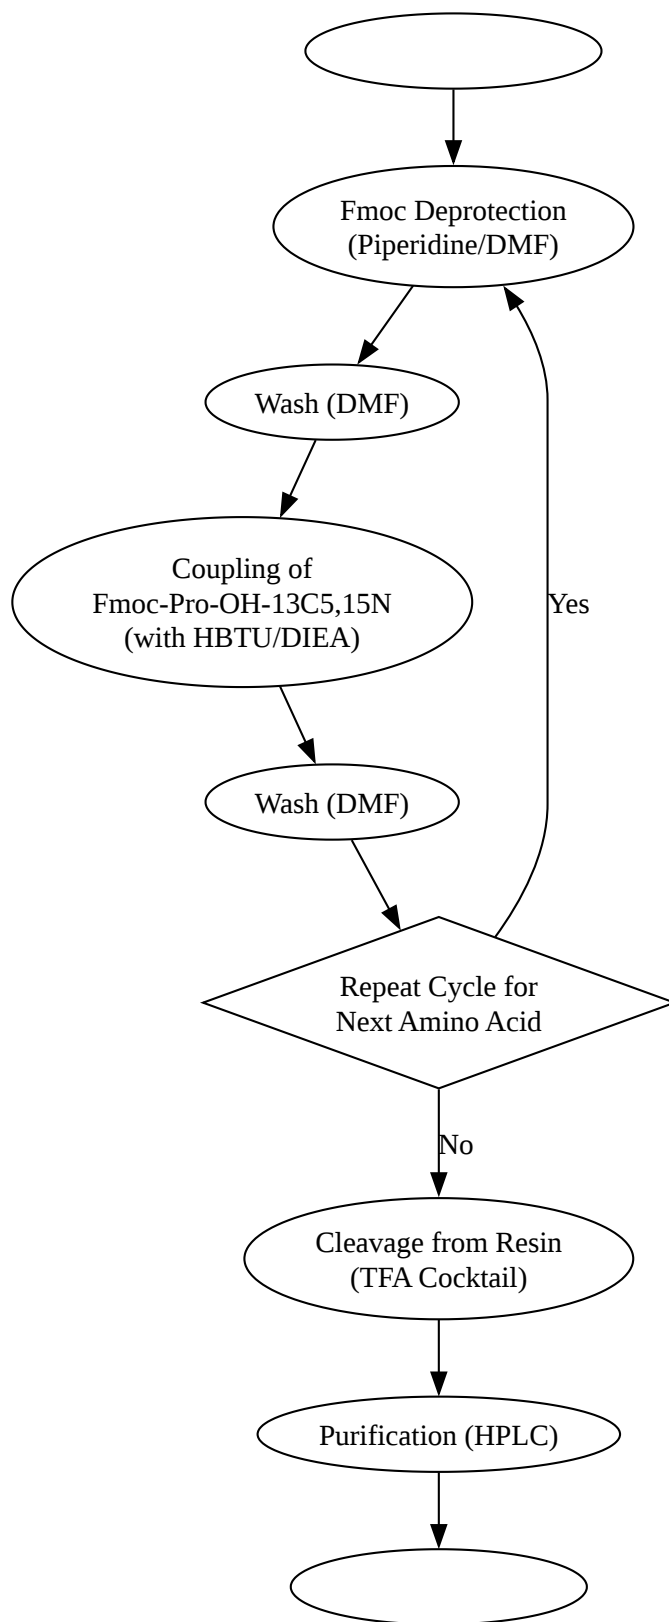 Fmoc Deprotection
(Piperidine/DMF)
Wash (DMF)
Coupling of
Fmoc-Pro-OH-13C5,15N
(with HBTU/DIEA)
Yes
Wash (DMF)
Repeat Cycle for
Next Amino Acid
No
Cleavage from Resin
(TFA Cocktail)
Purification (HPLC)